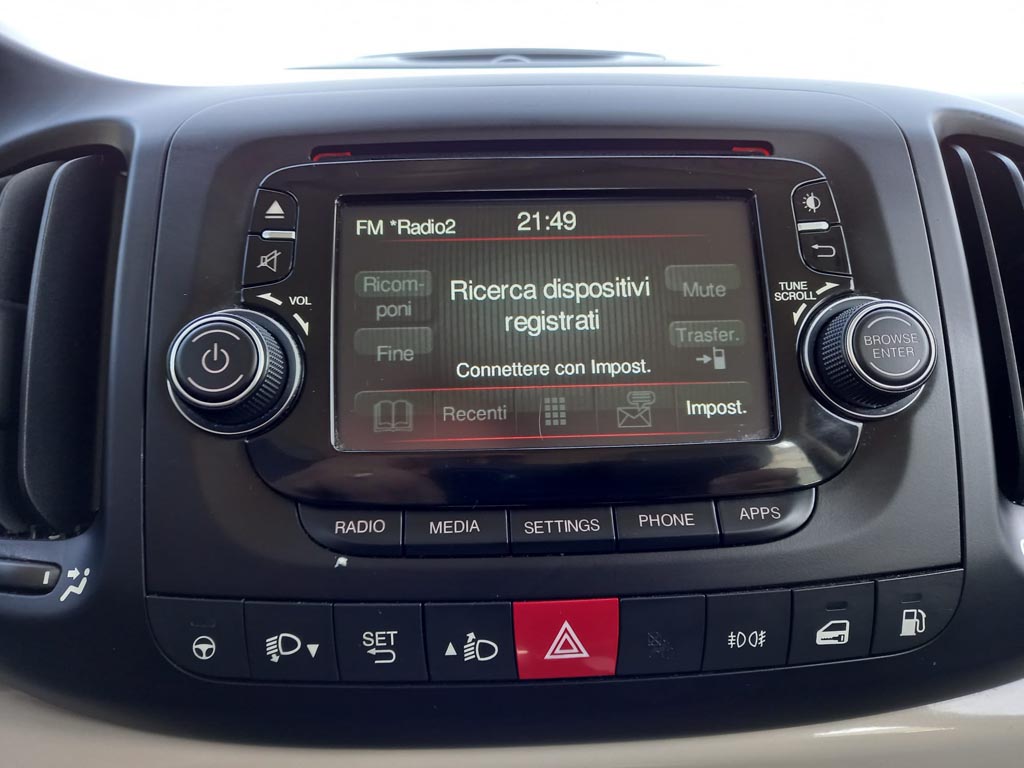 FM *Radio2
21:49
Ricom-
poni
Ricerca dispositivi
registrati
Mute
Fine
Trasfer.
Connettere con Impost.
Recenti
Impost.
VOL
TUNE
SCROLL
BROWSE
ENTER
RADIO
MEDIA
SETTINGS
PHONE
APPS
SET